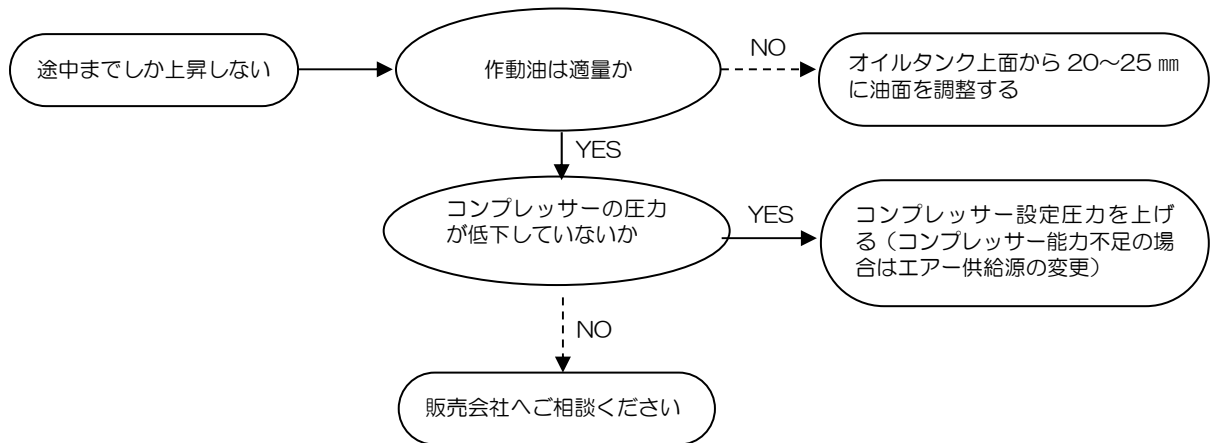 途中までしか上昇しない
作動油は適量か
NO
オイルタンク上面から 20～25 ㎜
に油面を調整する
YES
コンプレッサーの圧力
が低下していないか
YES
コンプレッサー設定圧力を上げ
る（コンプレッサー能力不足の場
合はエアー供給源の変更）
NO
販売会社へご相談ください